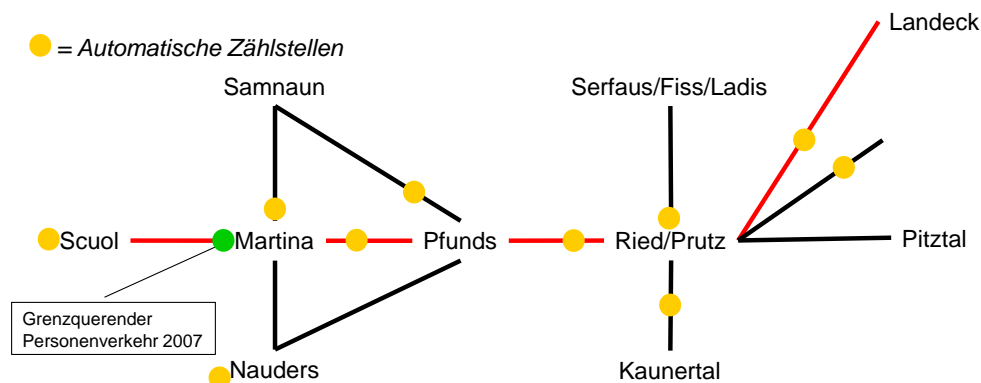 Landeck
= Automatische Zählstellen
Samnaun
Serfaus/Fiss/Ladis
Scuol
Martina
Pfunds
Ried/Prutz
Pitztal
Grenzquerender
Personenverkehr 2007
Nauders
Kaunertal